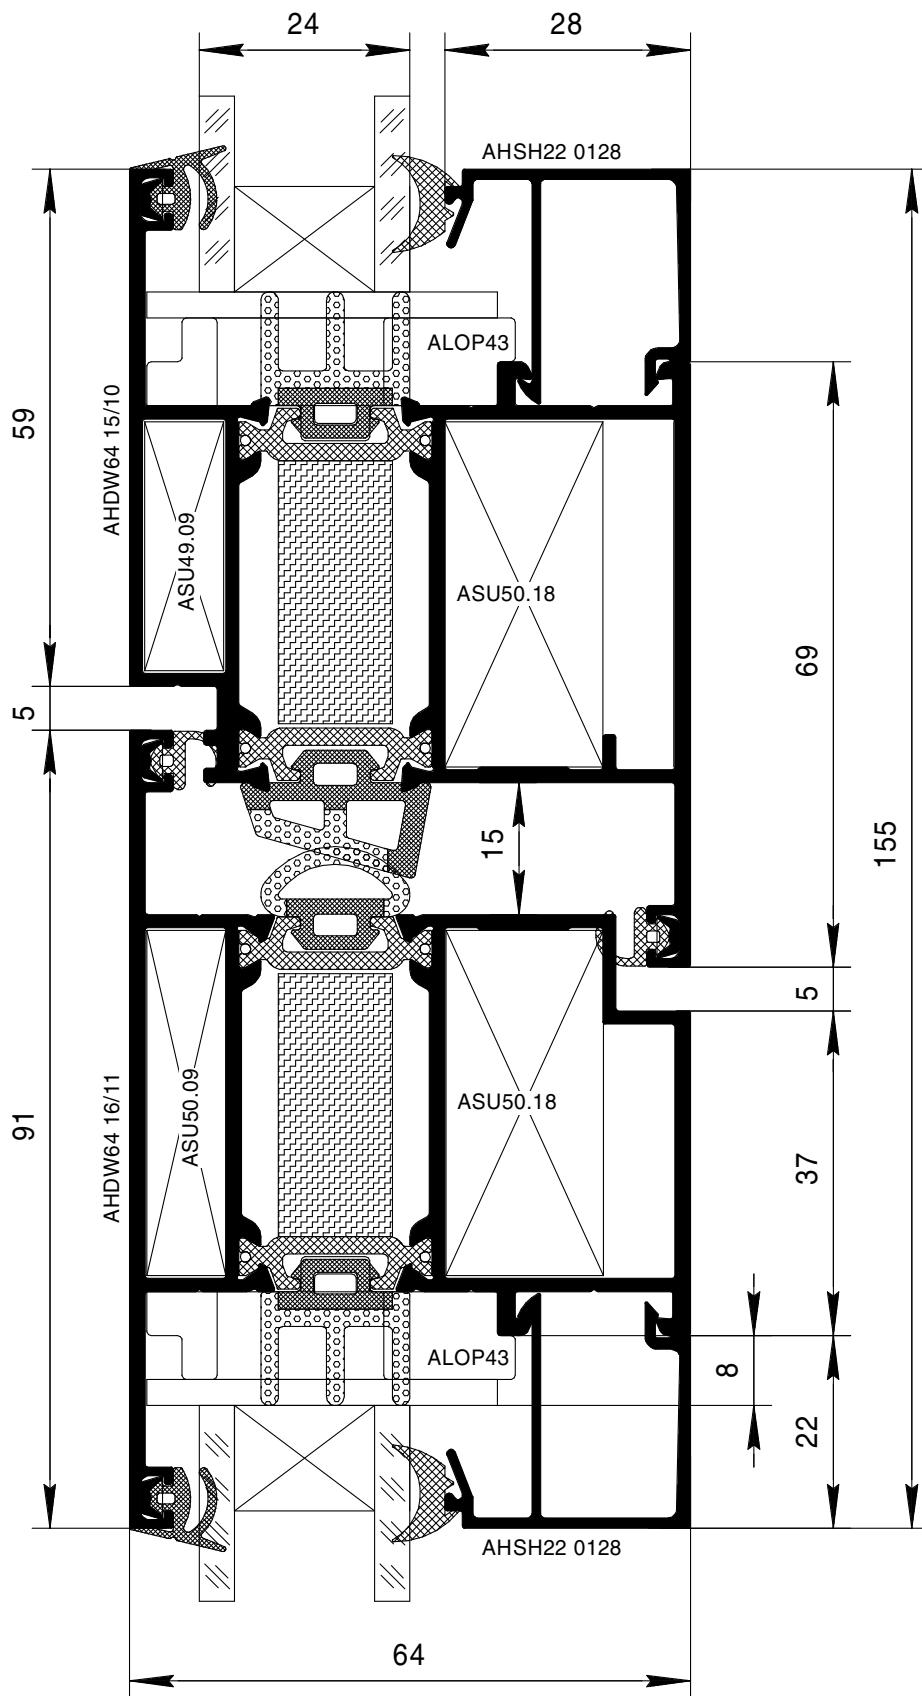 24
28
AHSH22 0128
ALOP43
59
AHDW64 15/10
ASU49.09
ASU50.18
69
5
15
155
5
91
AHDW64 16/11
ASU50.09
ASU50.18
37
ALOP43
8
22
AHSH22 0128
64